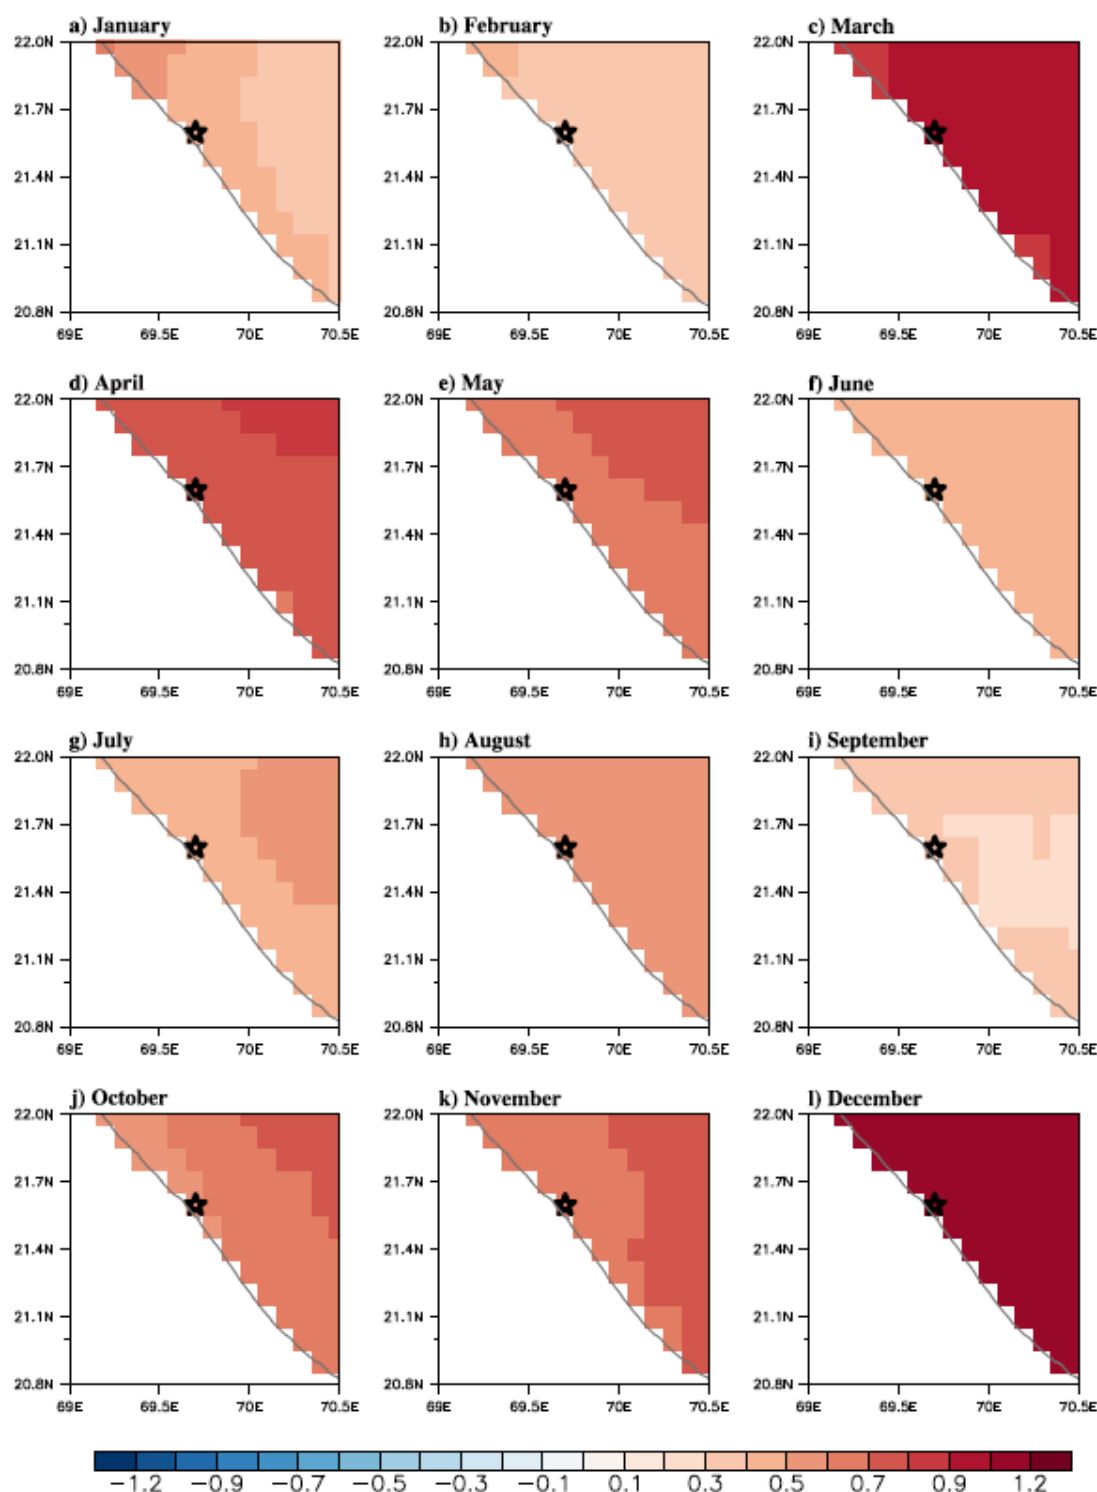 a) January b) February c) March
22.0N 22.0N 22.0N
21.7N 21.7N 21.7N
21.4N 21.4N 21.4N
21.1N 21.1N 21.1N
20.8N 20.8N 20.8N
69E 69.5E 70E 70.5E 69E 69.5E 70E 70.5E 69E 69.5E 70E 70.5E
d) April e) May f) June
22.0N 22.0N 22.0N
21.7N 21.7N 21.7N
21.4N 21.4N 21.4N
21.1N 21.1N 21.1N
20.8N 20.8N 20.8N
69E 69.5E 70E 70.5E 69E 69.5E 70E 70.5E 69E 69.5E 70E 70.5E
g) July h) August i) September
22.0N 22.0N 22.0N
21.7N 21.7N 21.7N
21.4N 21.4N 21.4N
21.1N 21.1N 21.1N
20.8N 20.8N 20.8N
69E 69.5E 70E 70.5E 69E 69.5E 70E 70.5E 69E 69.5E 70E 70.5E
j) October k) November l) December
22.0N 22.0N 22.0N
21.7N 21.7N 21.7N
21.4N 21.4N 21.4N
21.1N 21.1N 21.1N
20.8N 20.8N 20.8N
69E 69.5E 70E 70.5E 69E 69.5E 70E 70.5E 69E 69.5E 70E 70.5E
−1.2 −0.9 −0.7 −0.5 −0.3 −0.1 0.1 0.3 0.5 0.7 0.9 1.2